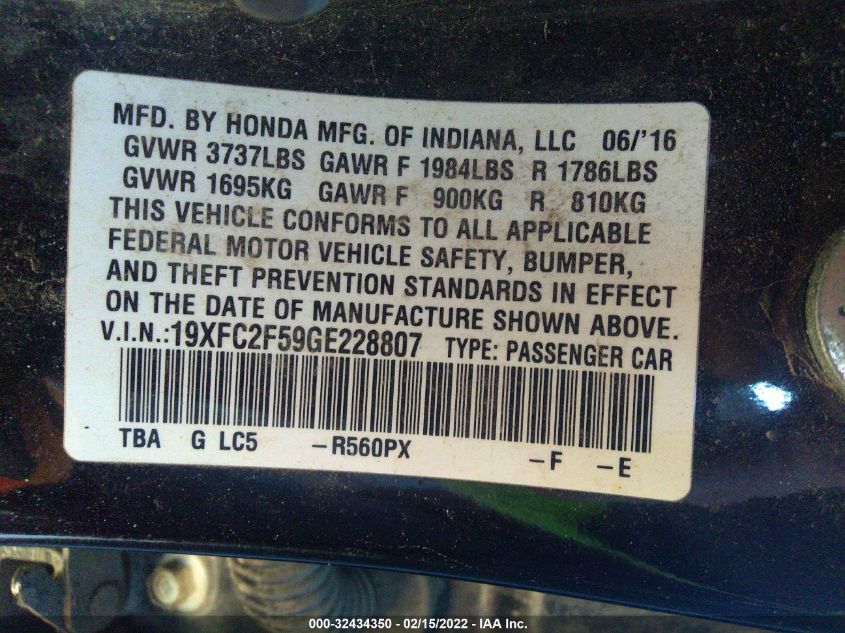 MFD. BY HONDA MFG. OF INDIANA, LLC 06/'16
GVWR 3737LBS GAWR F 1984LBS R 1786LBS
GVWR 1695KG GAWR F 900KG R 810KG
THIS VEHICLE CONFORMS TO ALL APPLICABLE
FEDERAL MOTOR VEHICLE SAFETY, BUMPER,
AND THEFT PREVENTION STANDARDS IN EFFECT
ON THE DATE OF MANUFACTURE SHOWN ABOVE.
V.I.N.:19XFC2F59GE228807 TYPE: PASSENGER CAR
TBA G LC5 -R560PX -F -E
000-32434350 - 02/15/2022 - IAA Inc.